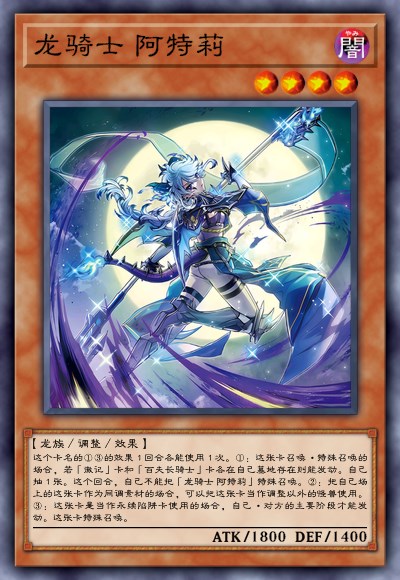 龙骑士 阿特莉
やみ
闇
【龙族/调整/效果】
这个卡名的①③的效果1回合各能使用1次。①：这张卡召唤·特殊召唤的
场合，若「徽记」卡和「百夫长骑士」卡各在自己墓地存在则能发动。自己
抽1张。这个回合，自己不能把「龙骑士 阿特莉」特殊召唤。②：把自己场
上的这张卡作为同调素材的场合，可以把这张卡当作调整以外的怪兽使用。
③：这张卡是当作永续陷阱卡使用的场合，自己·对方的主要阶段才能发
动。这张卡特殊召唤。
ATK/1800 DEF/1400